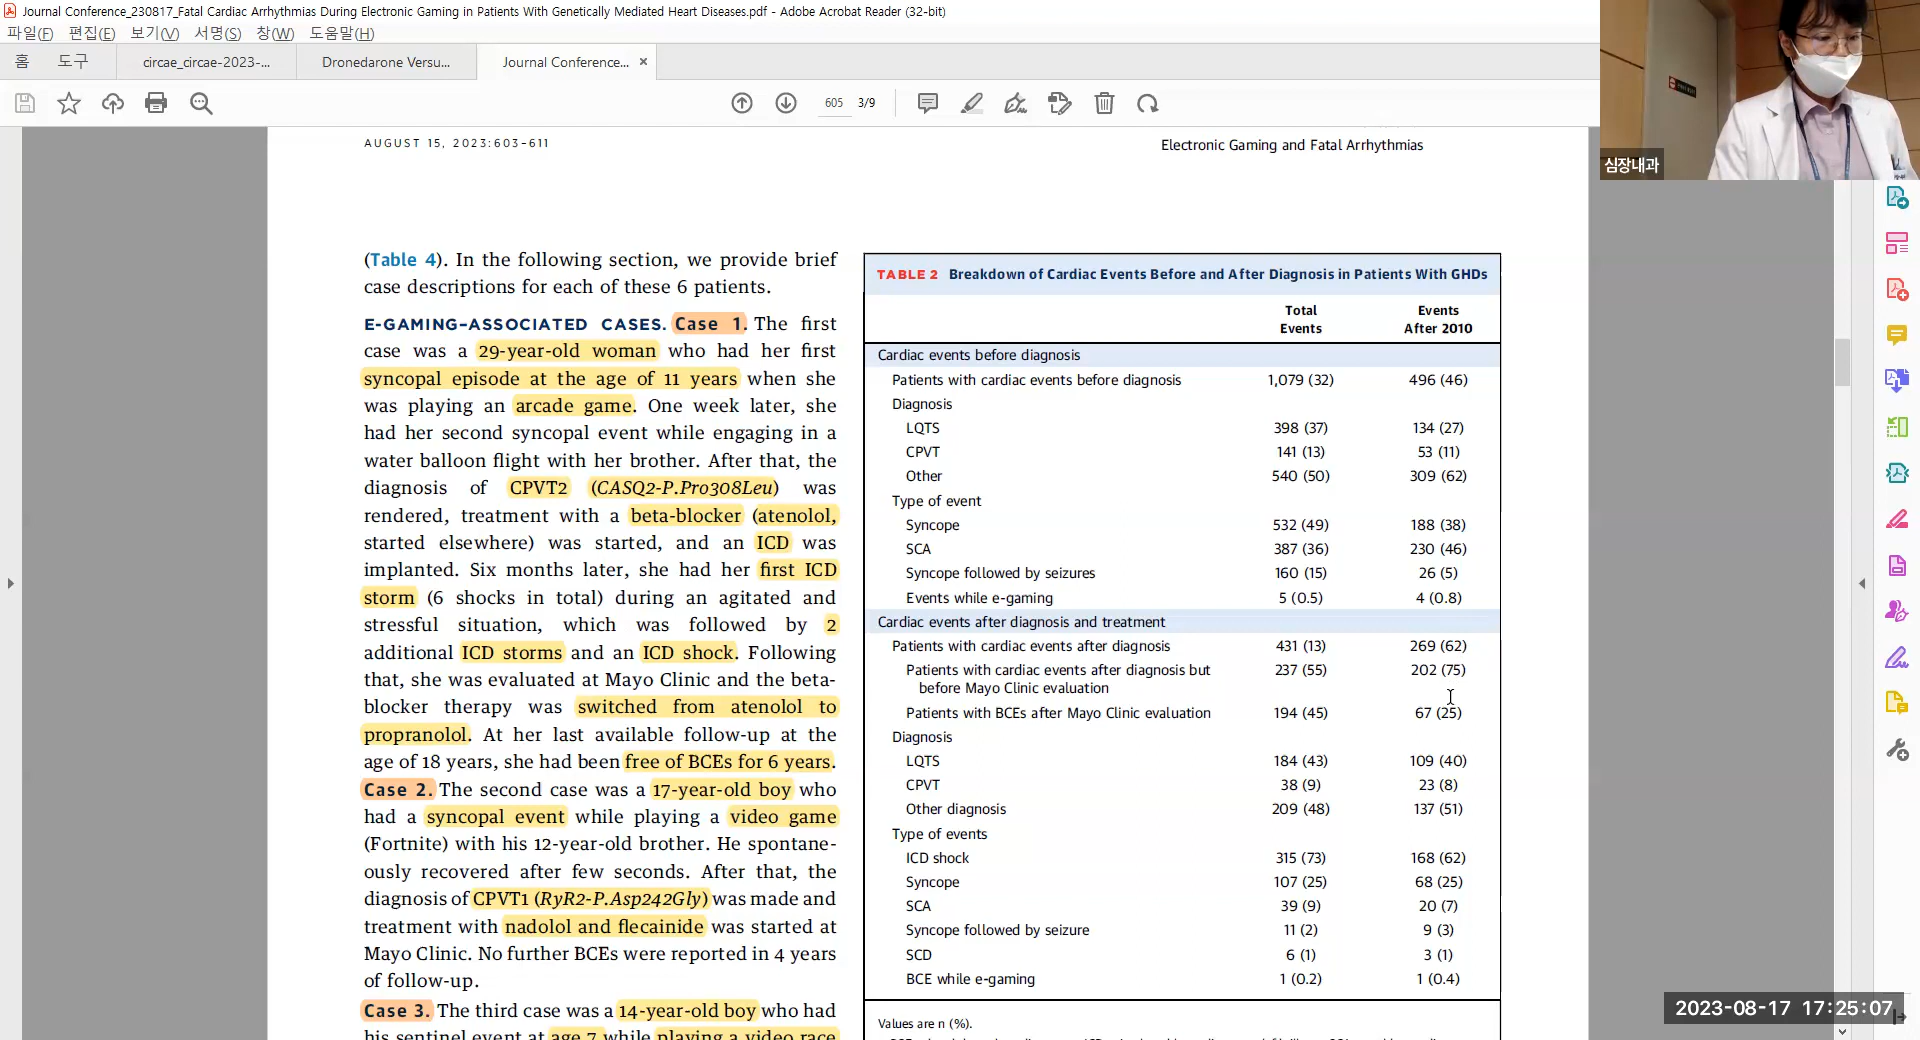 Journal Conference_230817_Fatal Cardiac Arrhythmias During Electronic Gaming in Patients With Genetically Mediated Heart Diseases.pdf - Adobe Acrobat Reader (32-bit)
파일(F) 편집(E) 보기(V) 서명(S) 창(W) 도움말(H)
홈 도구 circae_circae-2023-... Dronedarone Versu... Journal Conference... ×
605 3/9
심장내과
AUGUST 15, 2023:603-611
Electronic Gaming and Fatal Arrhythmias
(Table 4). In the following section, we provide brief
case descriptions for each of these 6 patients.
E-GAMING–ASSOCIATED CASES. Case 1. The first
case was a 29-year-old woman who had her first
syncopal episode at the age of 11 years when she
was playing an arcade game. One week later, she
had her second syncopal event while engaging in a
water balloon flight with her brother. After that, the
diagnosis of CPVT2 (CASQ2-P.Pro308Leu) was
rendered, treatment with a beta-blocker (atenolol,
started elsewhere) was started, and an ICD was
implanted. Six months later, she had her first ICD
storm (6 shocks in total) during an agitated and
stressful situation, which was followed by 2
additional ICD storms and an ICD shock. Following
that, she was evaluated at Mayo Clinic and the beta-
blocker therapy was switched from atenolol to
propranolol. At her last available follow-up at the
age of 18 years, she had been free of BCEs for 6 years.
Case 2. The second case was a 17-year-old boy who
had a syncopal event while playing a video game
(Fortnite) with his 12-year-old brother. He spontane-
ously recovered after few seconds. After that, the
diagnosis of CPVT1 (RyR2-P.Asp242Gly) was made and
treatment with nadolol and flecainide was started at
Mayo Clinic. No further BCEs were reported in 4 years
of follow-up.
Case 3. The third case was a 14-year-old boy who had
his sentinel event at age 7 while playing a video race
TABLE 2 Breakdown of Cardiac Events Before and After Diagnosis in Patients With GHDs
Total Events
Events After 2010
Cardiac events before diagnosis
Patients with cardiac events before diagnosis 1,079 (32) 496 (46)
Diagnosis
LQTS 398 (37) 134 (27)
CPVT 141 (13) 53 (11)
Other 540 (50) 309 (62)
Type of event
Syncope 532 (49) 188 (38)
SCA 387 (36) 230 (46)
Syncope followed by seizures 160 (15) 26 (5)
Events while e-gaming 5 (0.5) 4 (0.8)
Cardiac events after diagnosis and treatment
Patients with cardiac events after diagnosis 431 (13) 269 (62)
Patients with cardiac events after diagnosis but 237 (55) 202 (75)
before Mayo Clinic evaluation
Patients with BCEs after Mayo Clinic evaluation 194 (45) 67 (25)
Diagnosis
LQTS 184 (43) 109 (40)
CPVT 38 (9) 23 (8)
Other diagnosis 209 (48) 137 (51)
Type of events
ICD shock 315 (73) 168 (62)
Syncope 107 (25) 68 (25)
SCA 39 (9) 20 (7)
Syncope followed by seizure 11 (2) 9 (3)
SCD 6 (1) 3 (1)
BCE while e-gaming 1 (0.2) 1 (0.4)
Values are n (%).
2023-08-17 17:25:07